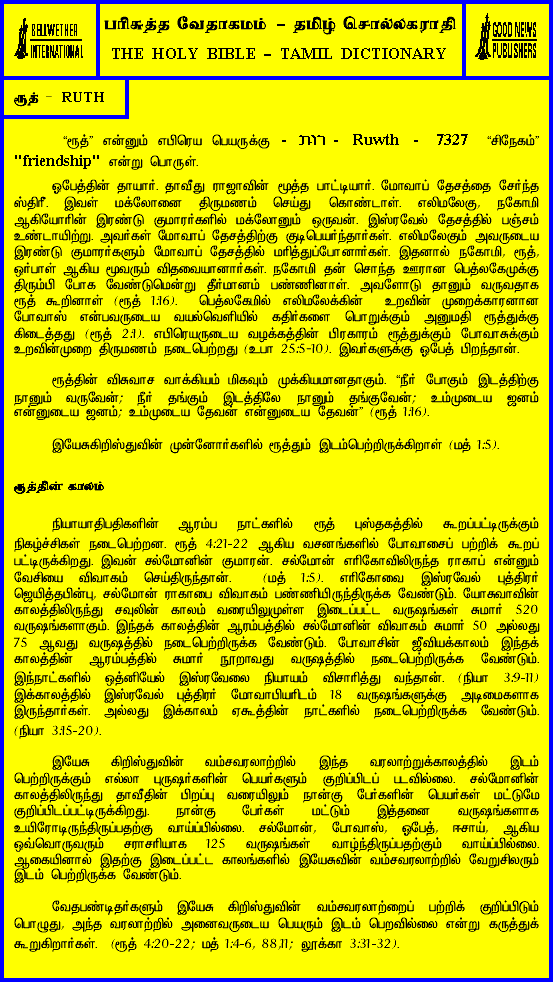 BELLWETHER
INTERNATIONAL
பரிசுத்த வேதாகமம் - தமிழ் சொல்லகராதி
THE HOLY BIBLE - TAMIL DICTIONARY
GOOD NEWS
PUBLISHERS
ரூத் - RUTH
"ரூத்" என்னும் எபிரெய பெயருக்கு - רות - Ruwth - 7327 "சிநேகம்"
"friendship" என்று பொருள்.
ஓபேத்தின் தாயார். தாவீது ராஜாவின் மூத்த பாட்டியார். மோவாப் தேசத்தை சேர்ந்த
ஸ்திரீ. இவள் மக்லோனை திருமணம் செய்து கொண்டாள். எலிமலெகு, நகோமி
ஆகியோரின் இரண்டு குமாரர்களில் மக்லோனும் ஒருவன். இஸ்ரவேல் தேசத்தில் பஞ்சம்
உண்டாயிற்று. அவர்கள் மோவாப் தேசத்திற்கு குடிபெயர்ந்தார்கள். எலிமலெகும் அவருடைய
இரண்டு குமாரர்களும் மோவாப் தேசத்தில் மரித்துப்போனார்கள். இதனால் நகோமி, ரூத்,
ஒர்பாள் ஆகிய மூவரும் விதவையானார்கள். நகோமி தன் சொந்த ஊரான பெத்லகேமுக்கு
திரும்பி போக வேண்டுமென்று தீர்மானம் பண்ணினாள். அவளோடு தானும் வருவதாக
ரூத் கூறினாள் (ரூத் 1:16). பெத்லகேமில் எலிமலேக்கின் உறவின் முறைக்காரனான
போவாஸ் என்பவருடைய வயல்வெளியில் கதிர்களை பொறுக்கும் அனுமதி ரூத்துக்கு
கிடைத்தது (ரூத் 2:1). எபிரெயருடைய வழக்கத்தின் பிரகாரம் ரூத்துக்கும் போவாசுக்கும்
உறவின்முறை திருமணம் நடைபெற்றது (உபா 25:5-10). இவர்களுக்கு ஓபேத் பிறந்தான்.
ரூத்தின் விசுவாச வாக்கியம் மிகவும் முக்கியமானதாகும். "நீர் போகும் இடத்திற்கு
நானும் வருவேன்; நீர் தங்கும் இடத்திலே நானும் தங்குவேன்; உம்முடைய ஜனம்
என்னுடைய ஜனம்; உம்முடைய தேவன் என்னுடைய தேவன்" (ரூத் 1:16).
இயேசுகிறிஸ்துவின் முன்னோர்களில் ரூத்தும் இடம்பெற்றிருக்கிறாள் (மத் 1:5).
ரூத்தின் காலம்
நியாயாதிபதிகளின் ஆரம்ப நாட்களில் ரூத் புஸ்தகத்தில் கூறப்பட்டிருக்கும்
நிகழ்ச்சிகள் நடைபெற்றன. ரூத் 4:21-22 ஆகிய வசனங்களில் போவாசைப் பற்றிக் கூறப்
பட்டிருக்கிறது. இவன் சல்மோனின் குமாரன். சல்மோன் எரிகோவிலிருந்த ராகாப் என்னும்
வேசியை விவாகம் செய்திருந்தான். (மத் 1:5). எரிகோவை இஸ்ரவேல் புத்திரர்
ஜெயித்தபின்பு, சல்மோன் ராகாபை விவாகம் பண்ணியிருந்திருக்க வேண்டும். யோசுவாவின்
காலத்திலிருந்து சவுலின் காலம் வரையிலுமுள்ள இடைப்பட்ட வருஷங்கள் சுமார் 520
வருஷங்களாகும். இந்தக் காலத்தின் ஆரம்பத்தில் சல்மோனின் விவாகம் சுமார் 50 அல்லது
75 ஆவது வருஷத்தில் நடைபெற்றிருக்க வேண்டும். போவாசின் ஜீவியக்காலம் இந்தக்
காலத்தின் ஆரம்பத்தில் சுமார் நூறாவது வருஷத்தில் நடைபெற்றிருக்க வேண்டும்.
இந்நாட்களில் ஒத்னியேல் இஸ்ரவேலை நியாயம் விசாரித்து வந்தான். (நியா 3:9-11)
இக்காலத்தில் இஸ்ரவேல் புத்திரர் மோவாபியரிடம் 18 வருஷங்களுக்கு அடிமைகளாக
இருந்தார்கள். அல்லது இக்காலம் ஏகூத்தின் நாட்களில் நடைபெற்றிருக்க வேண்டும்.
(நியா 3:15-20).
இயேசு கிறிஸ்துவின் வம்சவரலாற்றில் இந்த வரலாற்றுக்காலத்தில் இடம்
பெற்றிருக்கும் எல்லா புருஷர்களின் பெயர்களும் குறிப்பிடப் படவில்லை. சல்மோனின்
காலத்திலிருந்து தாவீதின் பிறப்பு வரையிலும் நான்கு பேர்களின் பெயர்கள் மட்டுமே
குறிப்பிடப்பட்டிருக்கிறது. நான்கு பேர்கள் மட்டும் இத்தனை வருஷங்களாக
உயிரோடிருந்திருப்பதற்கு வாய்ப்பில்லை. சல்மோன், போவாஸ், ஓபேத், ஈசாய், ஆகிய
ஒவ்வொருவரும் சராசரியாக 125 வருஷங்கள் வாழ்ந்திருப்பதற்கும் வாய்ப்பில்லை.
ஆகையினால் இதற்கு இடைப்பட்ட காலங்களில் இயேசுவின் வம்சவரலாற்றில் வேறுசிலரும்
இடம் பெற்றிருக்க வேண்டும்.
வேதபண்டிதர்களும் இயேசு கிறிஸ்துவின் வம்சவரலாற்றைப் பற்றிக் குறிப்பிடும்
பொழுது, அந்த வரலாற்றில் அனைவருடைய பெயரும் இடம் பெறவில்லை என்று கருத்துக்
கூறுகிறார்கள். (ரூத் 4:20-22; மத் 1:4-6, 88,11; லூக்கா 3:31-32).